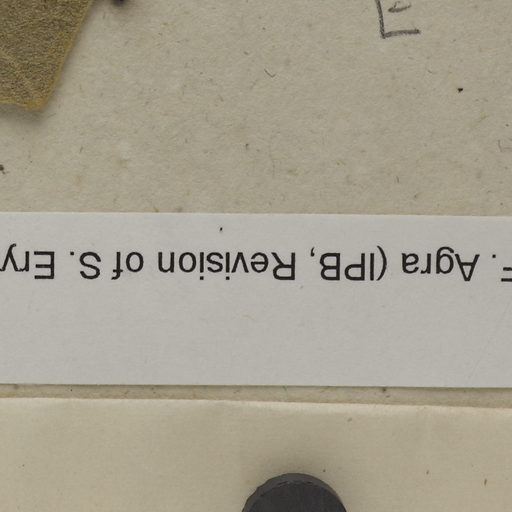 F. Agra (IPB, Revision of S. Ery